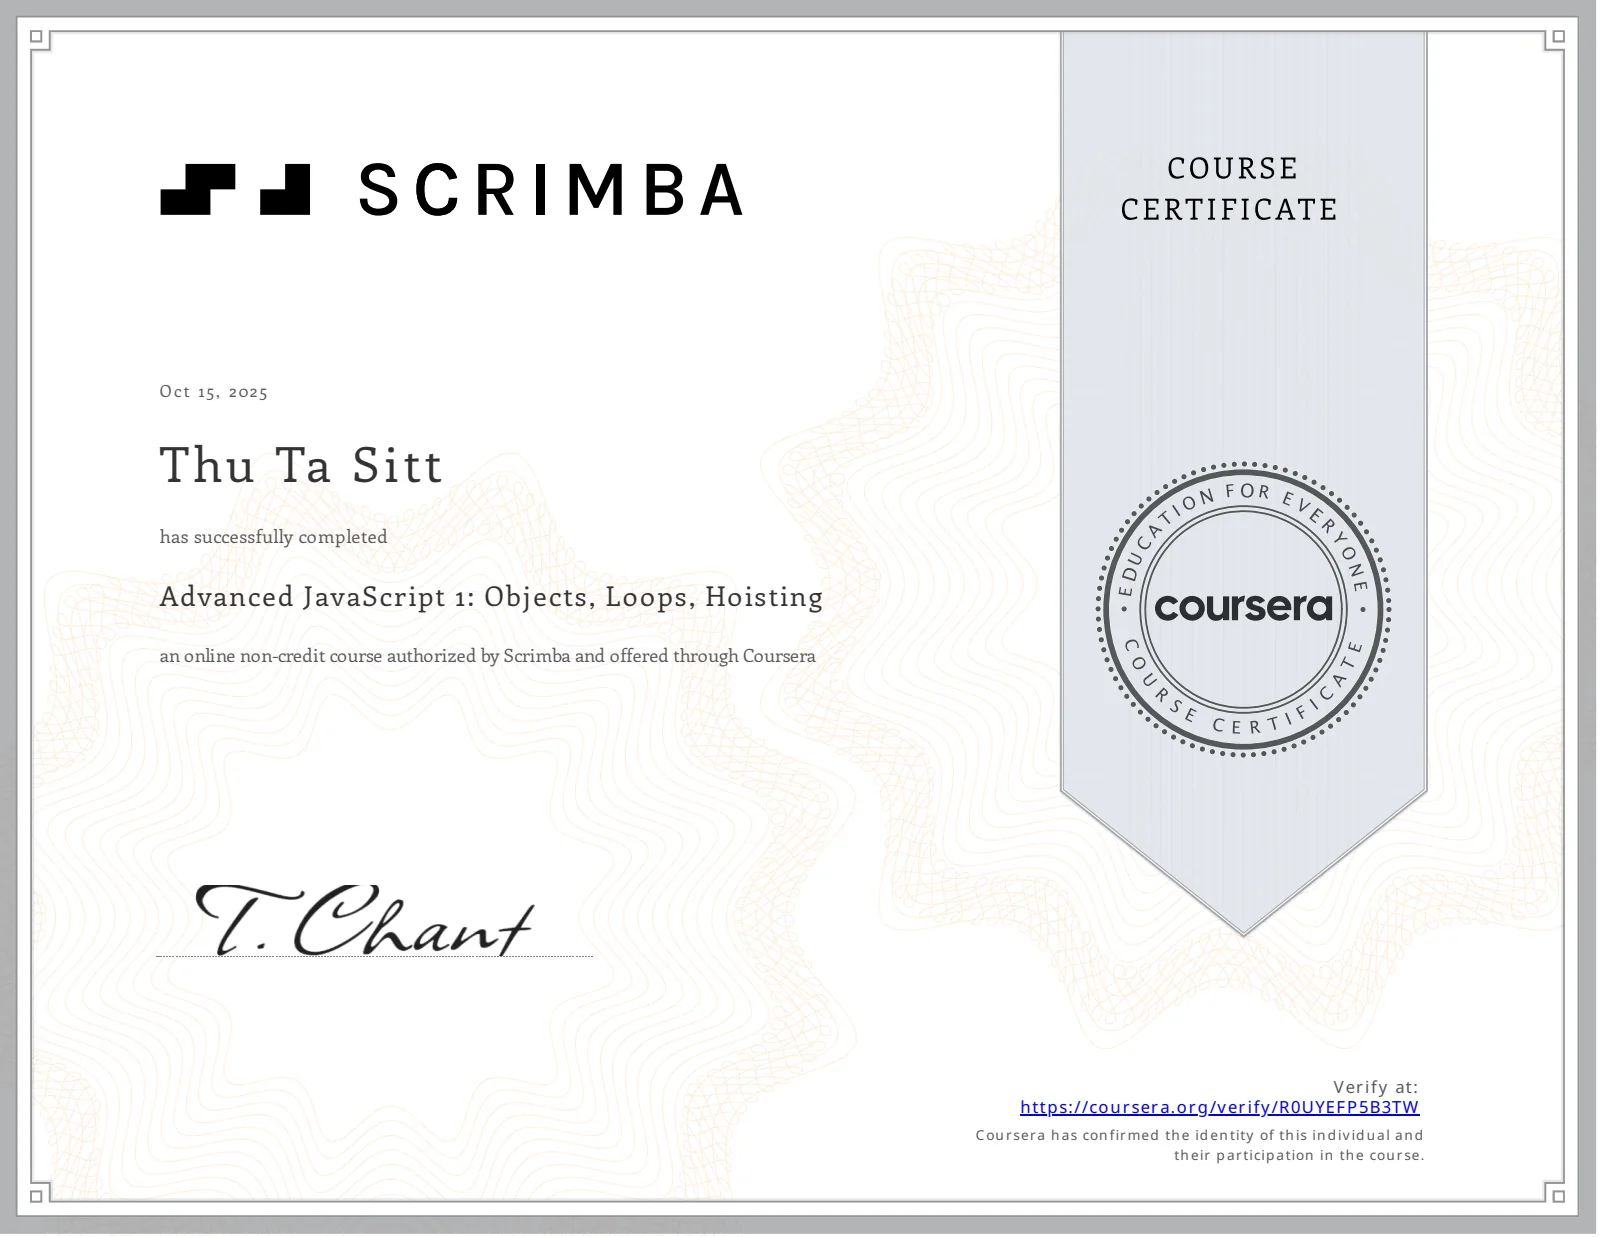 SCRIMBA
COURSE
CERTIFICATE
Oct 15, 2025
Thu Ta Sitt
has successfully completed
Advanced JavaScript 1: Objects, Loops, Hoisting
an online non-credit course authorized by Scrimba and offered through Coursera
EDUCATION FOR EVERYONE
coursera
COURSE CERTIFICATE
T. Chant
Verify at:
https://coursera.org/verify/R0UYEFP5B3TW
Coursera has confirmed the identity of this individual and
their participation in the course.